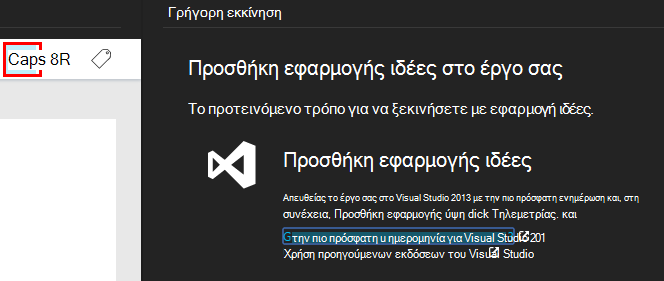 Γρήγορη εκκίνηση
Caps 8R
Προσθήκη εφαρμογής ιδέες στο έργο σας
Το προτεινόμενο τρόπο για να ξεκινήσετε με εφαρμογή ιδέες.
Προσθήκη εφαρμογής ιδέες
Απευθείας το έργο σας στο Visual Studio 2013 με την πιο πρόσφατη ενημέρωση και, στη
συνέχεια, Προσθήκη εφαρμογής ύψη dick Τηλεμετρίας. και
την πιο πρόσφατη u ημερομηνία για Visual Studio 201
Χρήση προηγούμενων εκδόσεων του Visual Studio